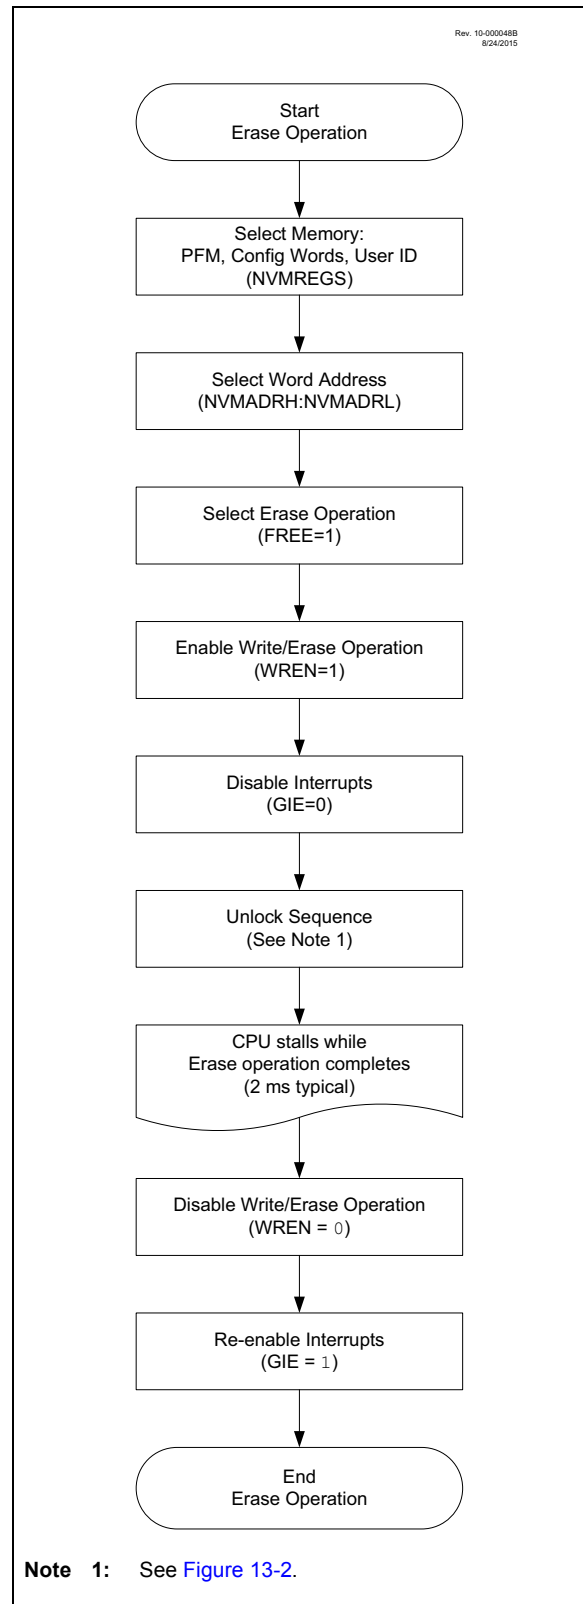 Rev. 10-000048B
8/24/2015
Start
Erase Operation
Select Memory:
PFM, Config Words, User ID
(NVMREGS)
Select Word Address
(NVMADRH:NVMADRL)
Select Erase Operation
(FREE=1)
Enable Write/Erase Operation
(WREN=1)
Disable Interrupts
(GIE=0)
Unlock Sequence
(See Note 1)
CPU stalls while
Erase operation completes
(2 ms typical)
Disable Write/Erase Operation
(WREN = 0)
Re-enable Interrupts
(GIE = 1)
End
Erase Operation
Note 1: See Figure 13-2.